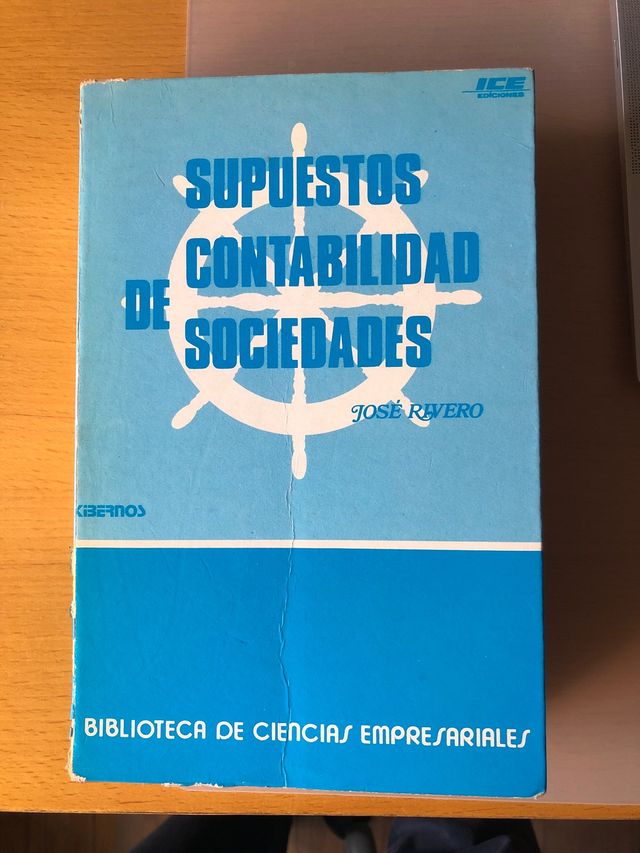 ICE
EDICIONES
SUPUESTOS
DE CONTABILIDAD
SOCIEDADES
JOSÉ RIVERO
KIBERNOS
BIBLIOTECA DE CIENCIAS EMPRESARIALES